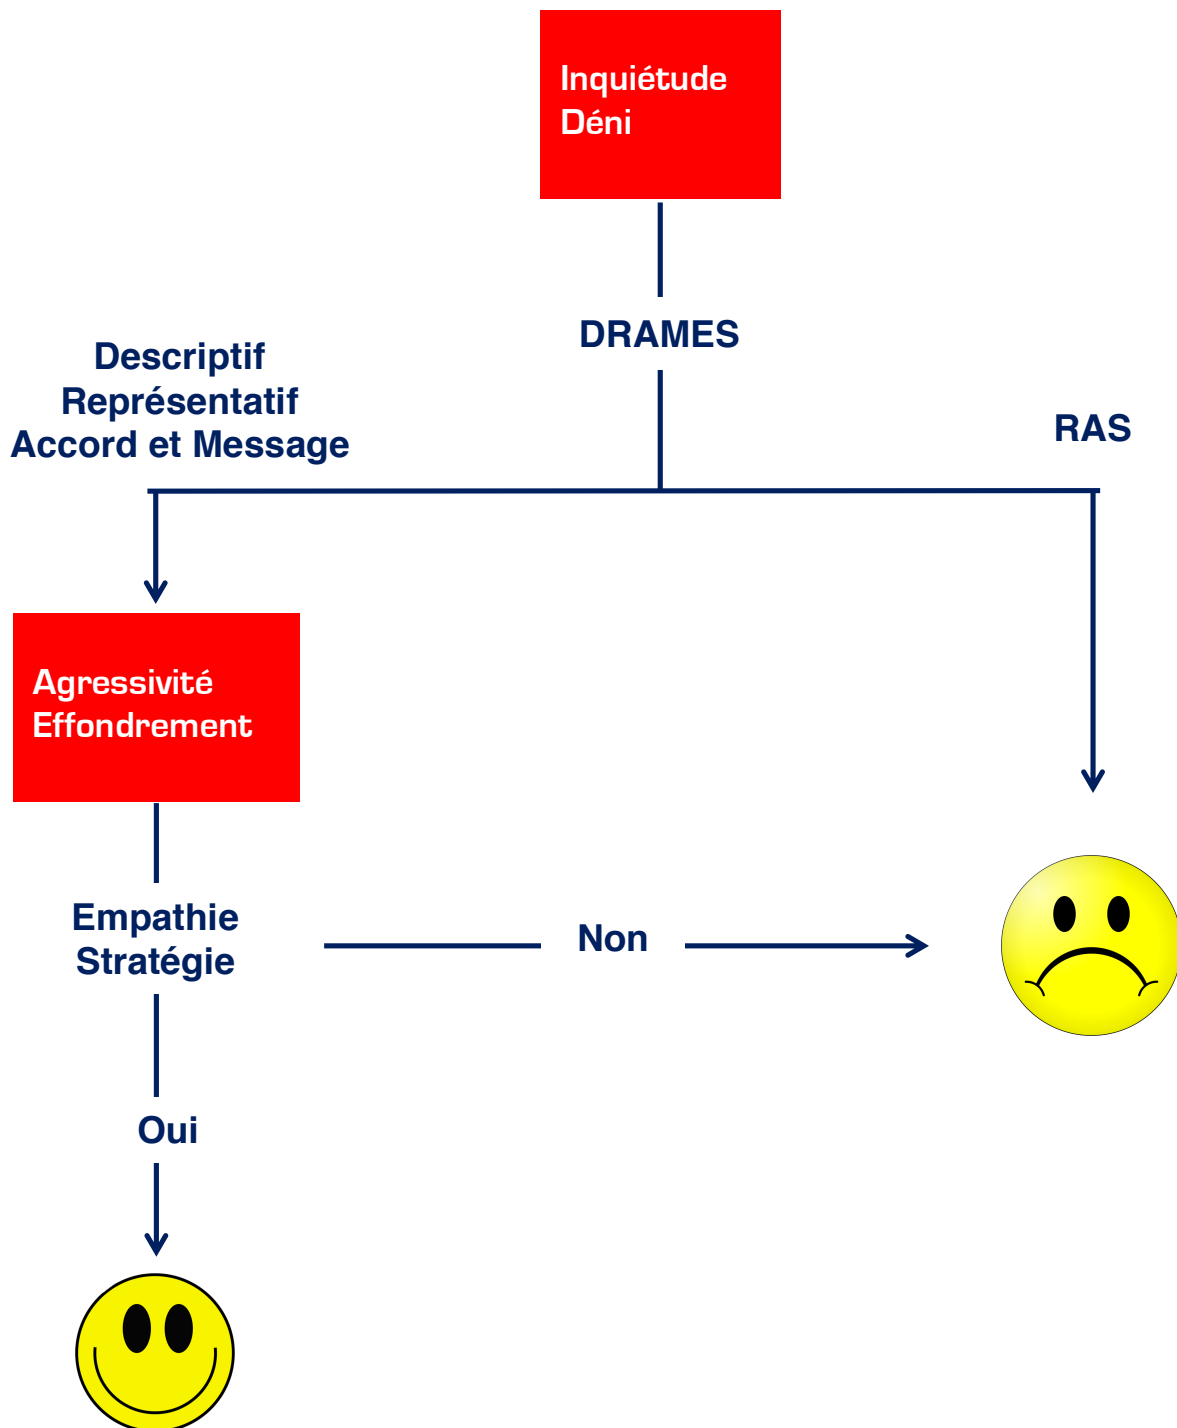 Inquiétude
Déni
DRAMES
Descriptif
Représentatif
Accord et Message
RAS
Agressivité
Effondrement
Empathie
Stratégie
Non
Oui